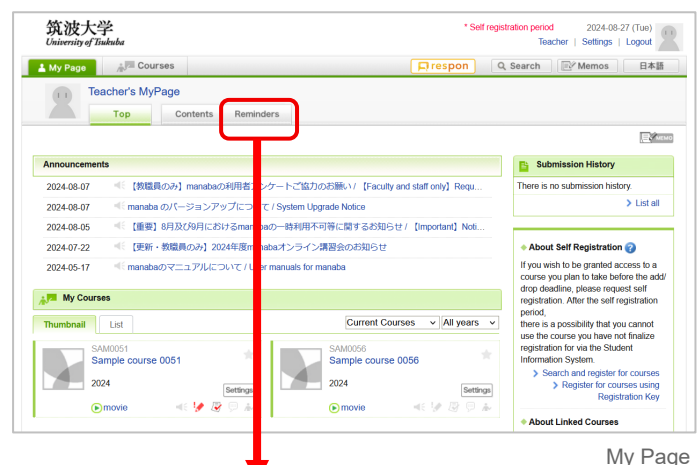 筑波大学
University of Tsukuba
* Self registration period
2024-08-27 (Tue)
Teacher | Settings | Logout
My Page
Courses
respon
Search
Memos
日本語
Teacher's MyPage
Top
Contents
Reminders
MEMO
Announcements
2024-08-07 【教職員のみ】manabaの利用者アンケートご協力のお願い / 【Faculty and staff only】Requ...
2024-08-07 manaba のバージョンアップについて / System Upgrade Notice
2024-08-05 【重要】8月及び9月におけるmanabaの一時利用不可等に関するお知らせ / 【Important】Noti...
2024-07-22 【更新・教職員のみ】2024年度manabaオンライン講習会のお知らせ
2024-05-17 manabaのマニュアルについて / User manuals for manaba
My Courses
Thumbnail
List
Current Courses
All years
SAM0051
Sample course 0051
2024
Settings
movie
SAM0056
Sample course 0056
2024
Settings
movie
Submission History
There is no submission history.
List all
About Self Registration ?
If you wish to be granted access to a
course you plan to take before the add/
drop deadline, please request self
registration. After the self registration
period,
there is a possibility that you cannot
use the course you have not finalize
registration for via the Student
Information System.
Search and register for courses
Register for courses using
Registration Key
About Linked Courses
My Page